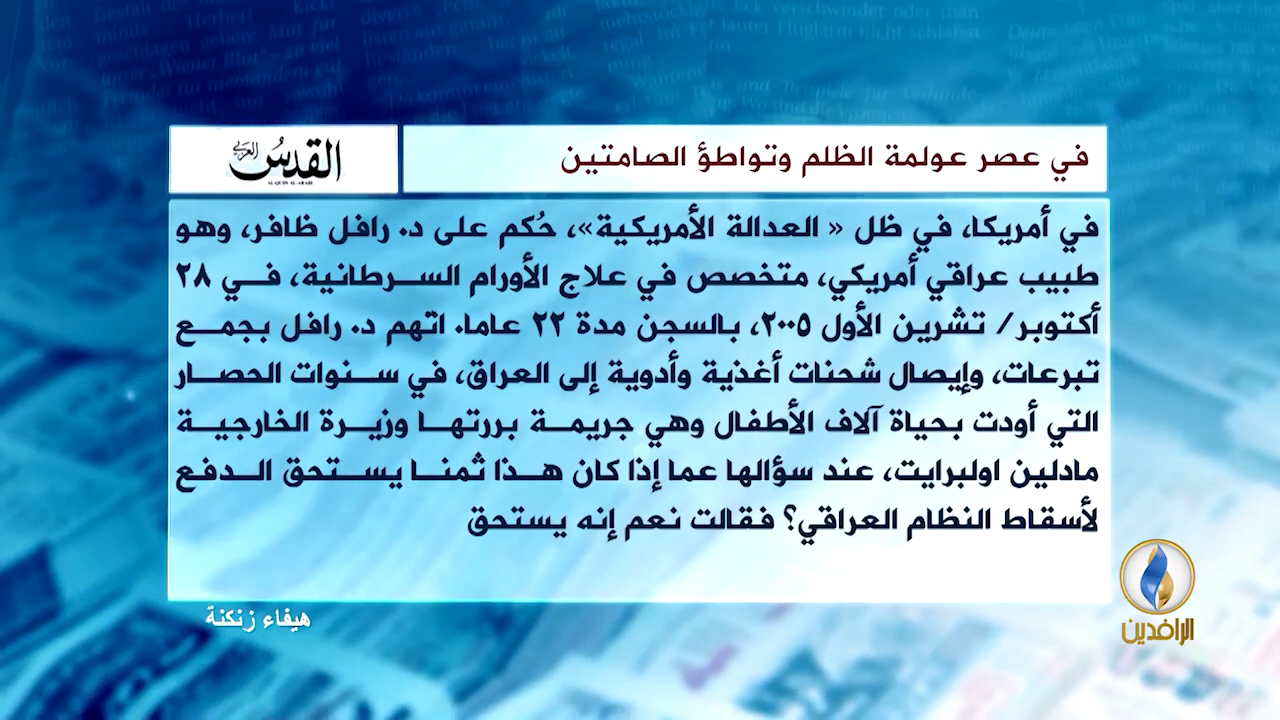 في عصر عولمة الظلم وتواطؤ الصامتين
القدس العربي
AL-QUDS AL-ARABI
في أمريكا، في ظل « العدالة الأمريكية»، حُكم على د. رافل ظافر، وهو
طبيب عراقي أمريكي، متخصص في علاج الأورام السرطانية، في ٢٨
أكتوبر/ تشرين الأول ٢٠٠٥، بالسجن مدة ٢٢ عاما. اتهم د. رافل بجمع
تبرعات، وإيصال شحنات أغذية وأدوية إلى العراق، في سنوات الحصار
التي أودت بحياة آلاف الأطفال وهي جريمة بررتها وزيرة الخارجية
مادلين اولبرايت، عند سؤالها عما إذا كان هذا ثمنا يستحق الدفع
لأسقاط النظام العراقي؟ فقالت نعم إنه يستحق
هيفاء زنكنة
الرافدين